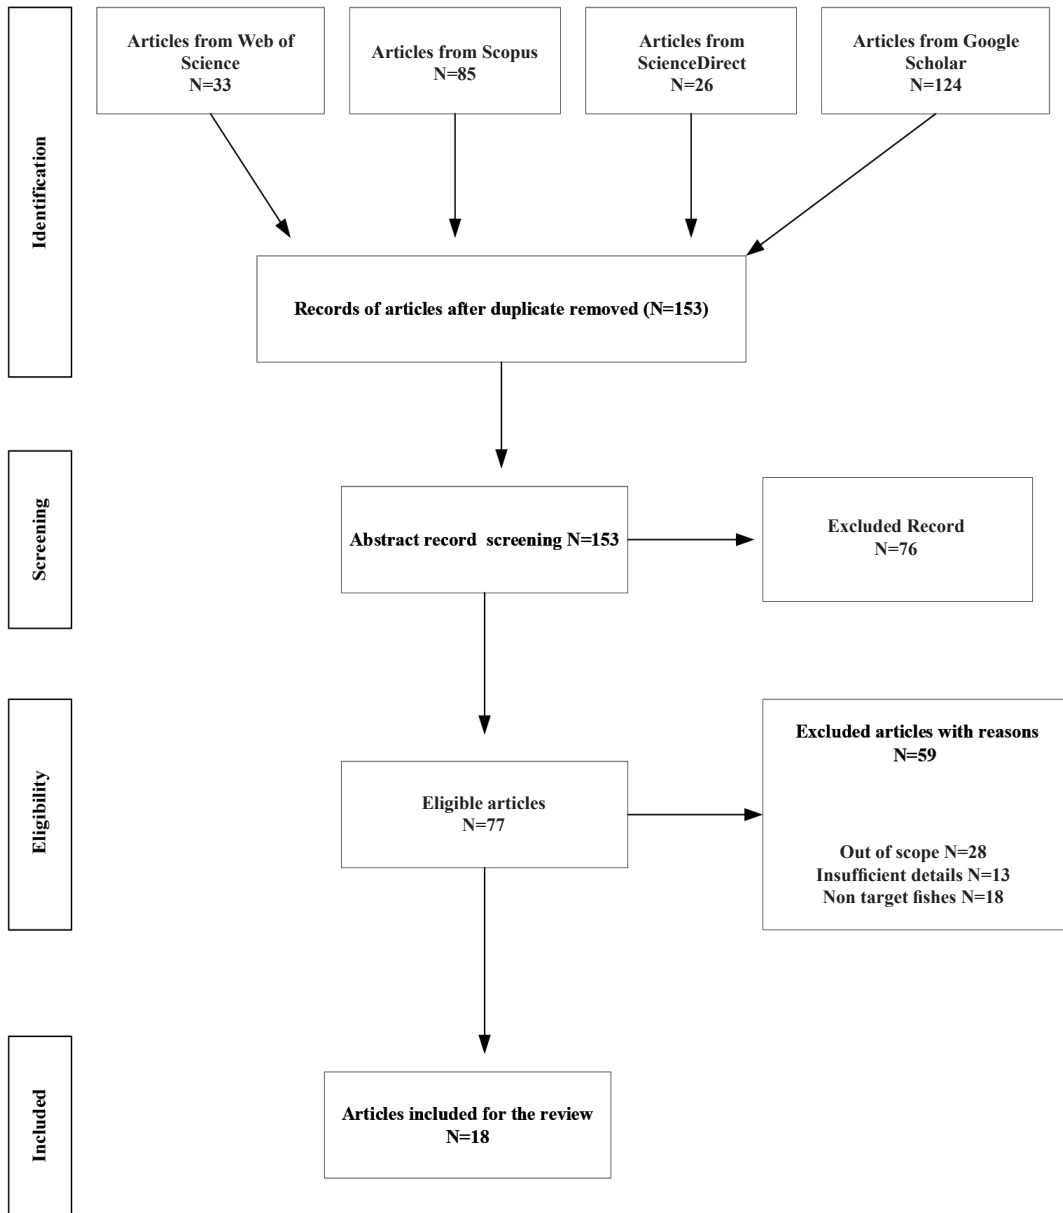 Identification
Articles from Web of
Science
N=33
Articles from Scopus
N=85
Articles from
ScienceDirect
N=26
Articles from Google
Scholar
N=124
Records of articles after duplicate removed (N=153)
Screening
Abstract record screening N=153
Excluded Record
N=76
Eligibility
Eligible articles
N=77
Excluded articles with reasons
N=59
Out of scope N=28
Insufficient details N=13
Non target fishes N=18
Included
Articles included for the review
N=18